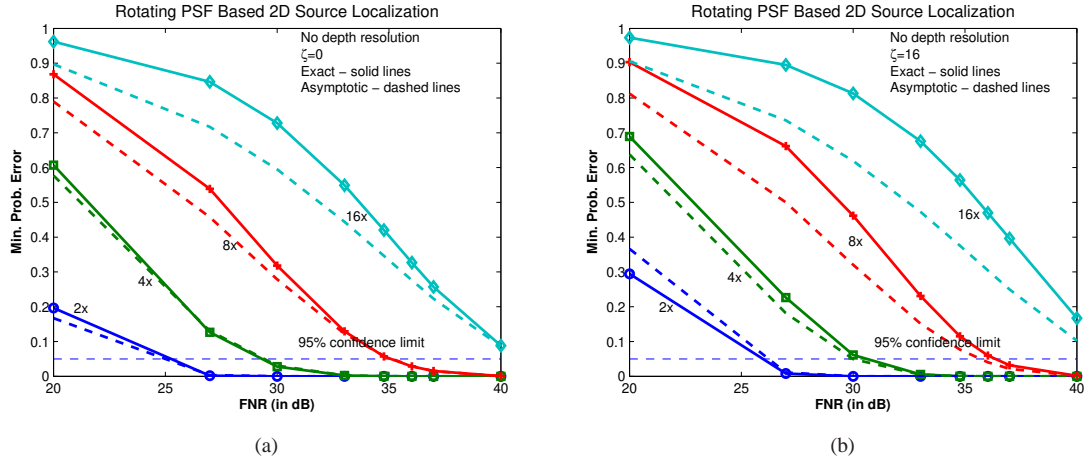 Rotating PSF Based 2D Source Localization
1
0.9
0.8
0.7
0.6
0.5
0.4
0.3
0.2
0.1
0
Min. Prob. Error
No depth resolution
ζ=0
Exact − solid lines
Asymptotic − dashed lines
16x
8x
4x
2x
95% confidence limit
20
25
30
35
40
FNR (in dB)
(a)
Rotating PSF Based 2D Source Localization
1
0.9
0.8
0.7
0.6
0.5
0.4
0.3
0.2
0.1
0
Min. Prob. Error
No depth resolution
ζ=16
Exact − solid lines
Asymptotic − dashed lines
16x
8x
4x
2x
95% confidence limit
20
25
30
35
40
FNR (in dB)
(b)